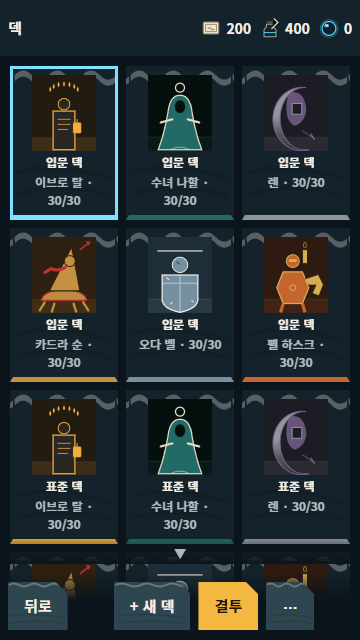 덱 200 400 0
입문 덱
이브로 탈 ·
30/30
입문 덱
수녀 나할 ·
30/30
입문 덱
렌 · 30/30
입문 덱
카드라 순 ·
30/30
입문 덱
오다 벨 · 30/30
입문 덱
펠 하스크 ·
30/30
표준 덱
이브로 탈 ·
30/30
표준 덱
수녀 나할 ·
30/30
표준 덱
렌 · 30/30
뒤로
+ 새 덱
결투
...